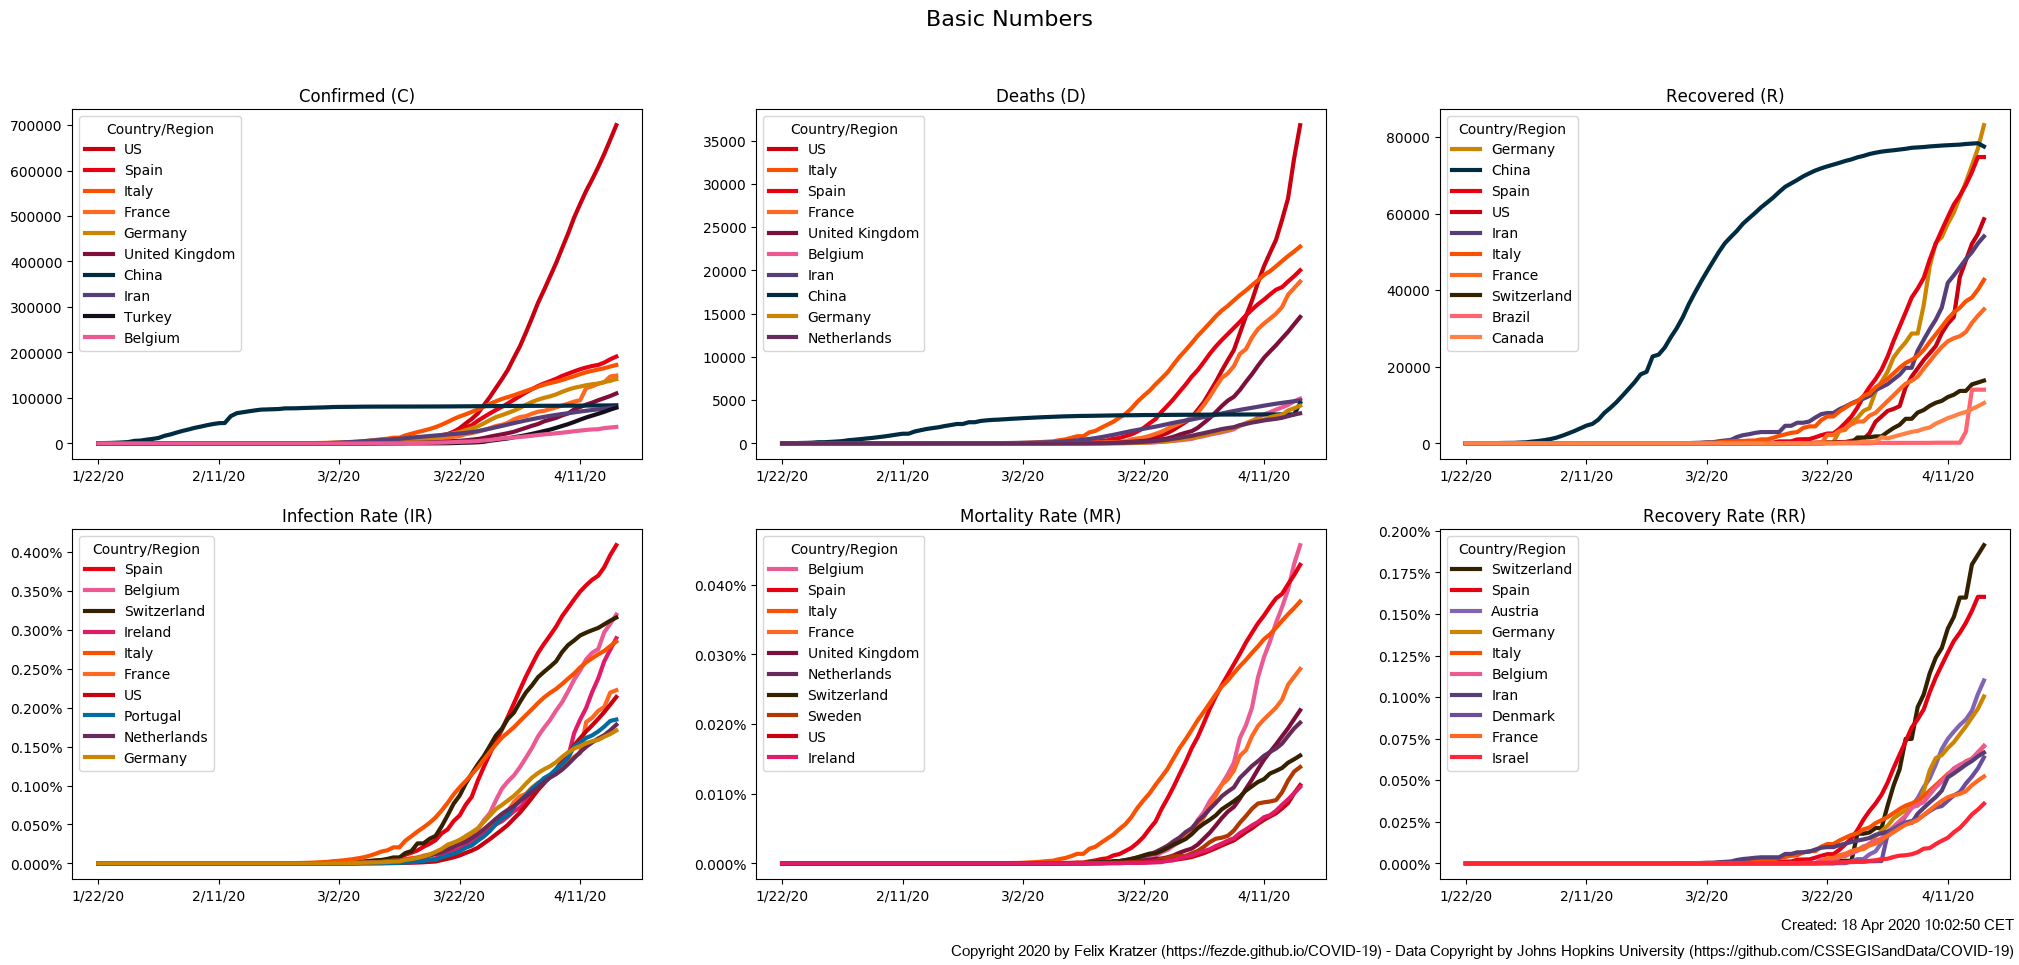 Basic Numbers
Confirmed (C)
700000
600000
500000
400000
300000
200000
100000
0
Country/Region
US
Spain
Italy
France
Germany
United Kingdom
China
Iran
Turkey
Belgium
1/22/20 2/11/20 3/2/20 3/22/20 4/11/20
Deaths (D)
35000
30000
25000
20000
15000
10000
5000
0
Country/Region
US
Italy
Spain
France
United Kingdom
Belgium
Iran
China
Germany
Netherlands
1/22/20 2/11/20 3/2/20 3/22/20 4/11/20
Recovered (R)
80000
60000
40000
20000
0
Country/Region
Germany
China
Spain
US
Iran
Italy
France
Switzerland
Brazil
Canada
1/22/20 2/11/20 3/2/20 3/22/20 4/11/20
Infection Rate (IR)
0.400%
0.350%
0.300%
0.250%
0.200%
0.150%
0.100%
0.050%
0.000%
Country/Region
Spain
Belgium
Switzerland
Ireland
Italy
France
US
Portugal
Netherlands
Germany
1/22/20 2/11/20 3/2/20 3/22/20 4/11/20
Mortality Rate (MR)
0.040%
0.030%
0.020%
0.010%
0.000%
Country/Region
Belgium
Spain
Italy
France
United Kingdom
Netherlands
Switzerland
Sweden
US
Ireland
1/22/20 2/11/20 3/2/20 3/22/20 4/11/20
Recovery Rate (RR)
0.200%
0.175%
0.150%
0.125%
0.100%
0.075%
0.050%
0.025%
0.000%
Country/Region
Switzerland
Spain
Austria
Germany
Italy
Belgium
Iran
Denmark
France
Israel
1/22/20 2/11/20 3/2/20 3/22/20 4/11/20
Created: 18 Apr 2020 10:02:50 CET
Copyright 2020 by Felix Kratzer (https://fezde.github.io/COVID-19) - Data Copyright by Johns Hopkins University (https://github.com/CSSEGISandData/COVID-19)